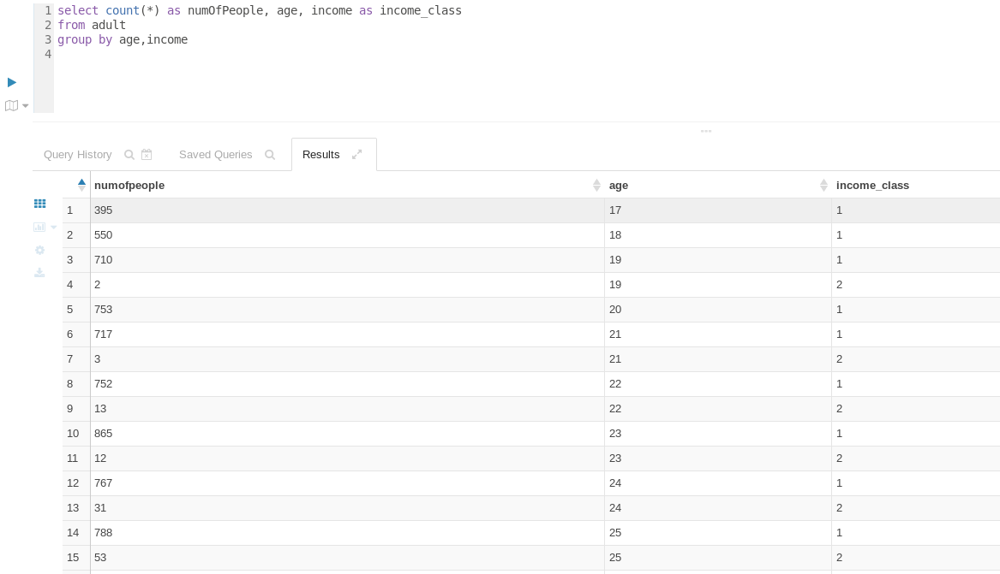 1 select count(*) as numOfPeople, age, income as income_class
2 from adult
3 group by age,income
4
Query History Saved Queries Results
numofpeople age income_class
1 395 17 1
2 550 18 1
3 710 19 1
4 2 19 2
5 753 20 1
6 717 21 1
7 3 21 2
8 752 22 1
9 13 22 2
10 865 23 1
11 12 23 2
12 767 24 1
13 31 24 2
14 788 25 1
15 53 25 2